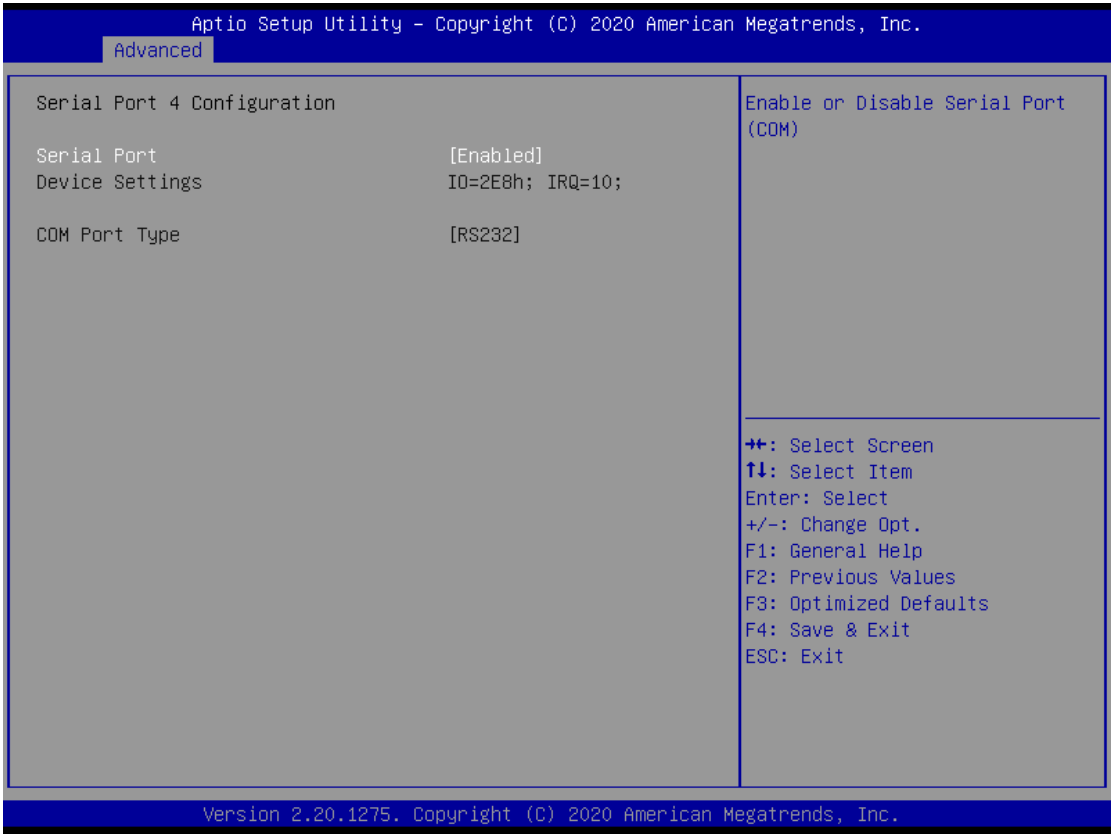 Aptio Setup Utility – Copyright (C) 2020 American Megatrends, Inc.
Advanced
Serial Port 4 Configuration
Serial Port [Enabled]
Device Settings IO=2E8h; IRQ=10;
COM Port Type [RS232]
Enable or Disable Serial Port
(COM)
→←: Select Screen
↑↓: Select Item
Enter: Select
+/-: Change Opt.
F1: General Help
F2: Previous Values
F3: Optimized Defaults
F4: Save & Exit
ESC: Exit
Version 2.20.1275. Copyright (C) 2020 American Megatrends, Inc.